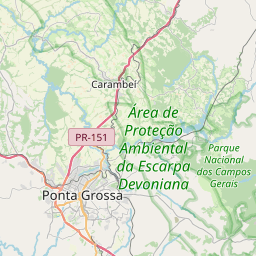 Carambeí
PR-151
Área de
Proteção
Ambiental
da Escarpa
Devoniana
Parque
Nacional
dos Campos
Gerais
Ponta Grossa